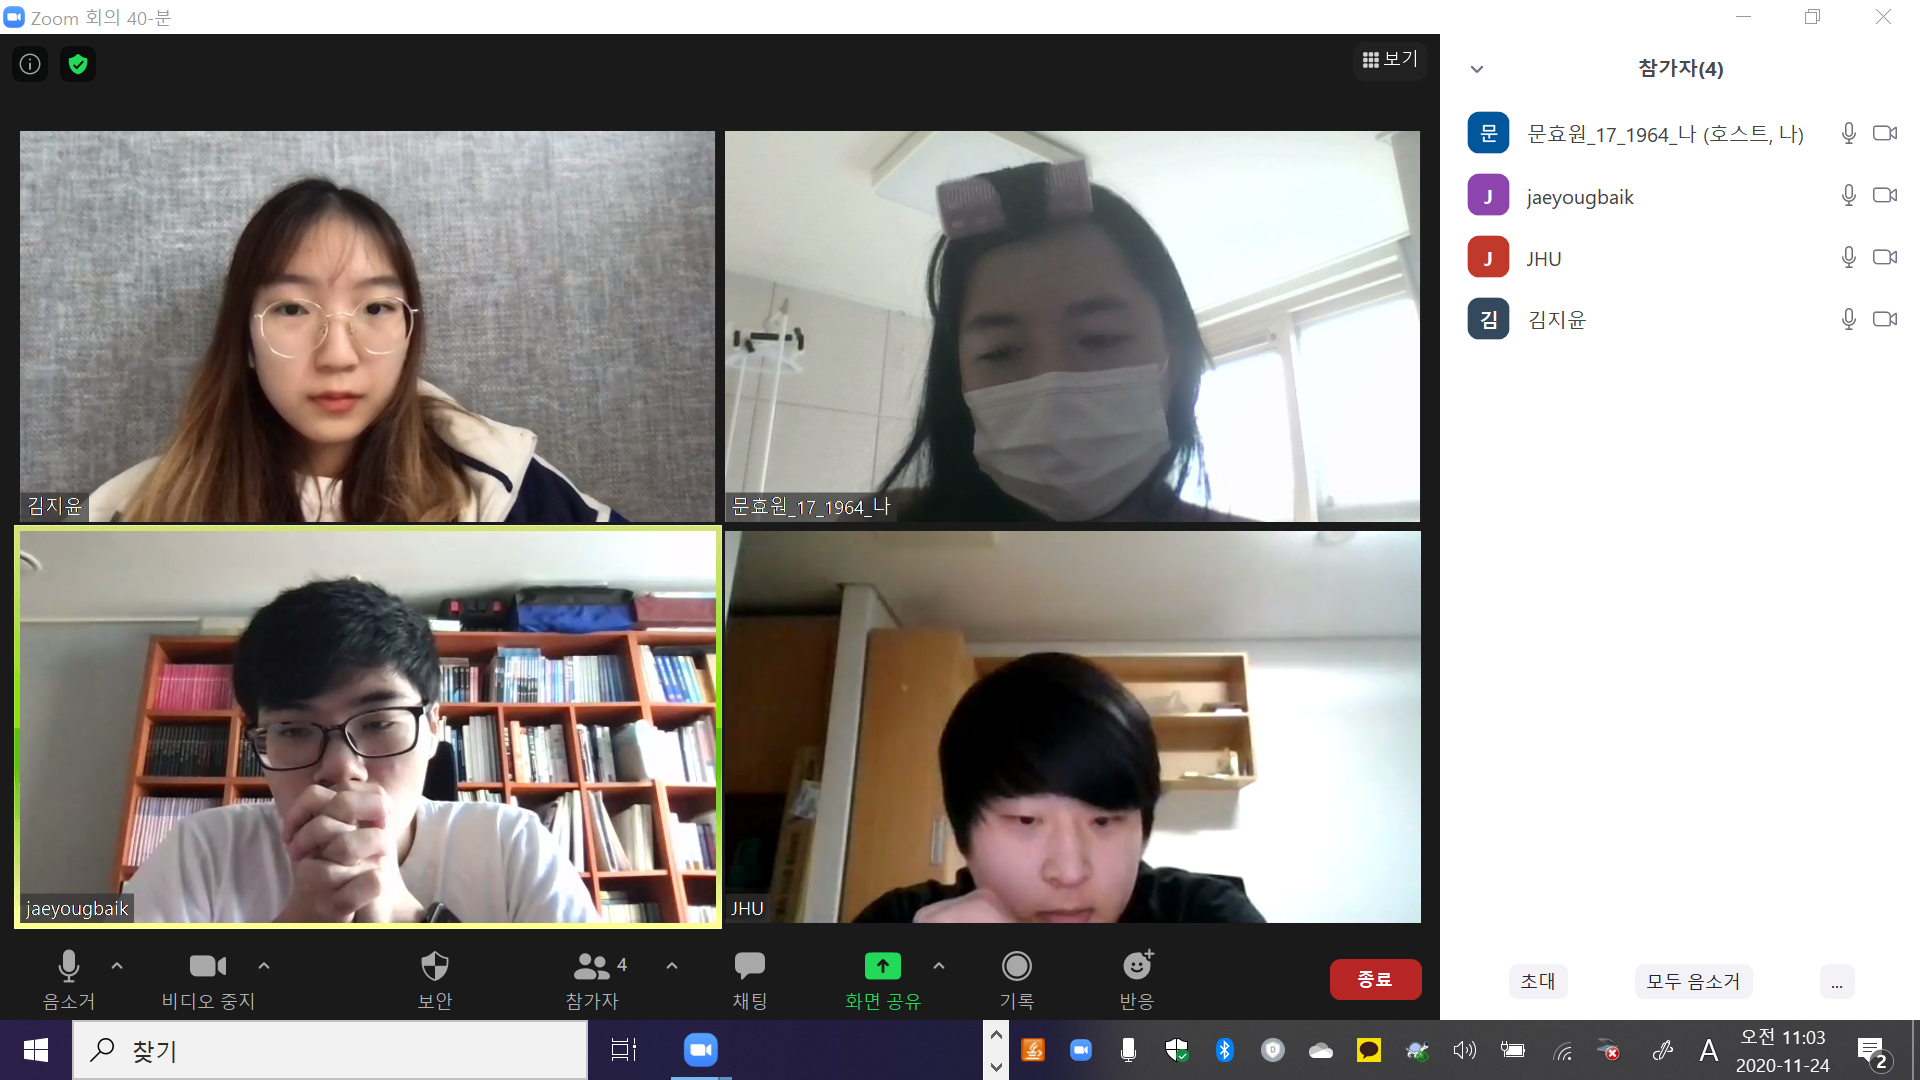 Zoom 회의 40-분
보기
참가자(4)
문 문효원_17_1964_나 (호스트, 나)
J jaeyougbaik
J JHU
김 김지윤
김지윤
문효원_17_1964_나
jaeyougbaik
JHU
음소거
비디오 중지
보안
4
참가자
채팅
화면 공유
기록
반응
종료
초대
모두 음소거
...
찾기
A
오전 11:03
2020-11-24
2